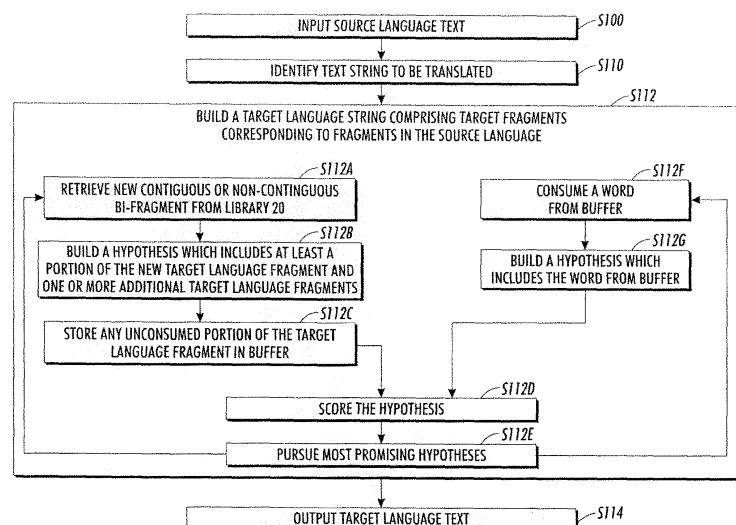 INPUT SOURCE LANGUAGE TEXT
S100
IDENTIFY TEXT STRING TO BE TRANSLATED
S110
S112
BUILD A TARGET LANGUAGE STRING COMPRISING TARGET FRAGMENTS
CORRESPONDING TO FRAGMENTS IN THE SOURCE LANGUAGE
S112A
RETRIEVE NEW CONTIGUOUS OR NON-CONTINGUOUS
BI-FRAGMENT FROM LIBRARY 20
S112B
BUILD A HYPOTHESIS WHICH INCLUDES AT LEAST A
PORTION OF THE NEW TARGET LANGUAGE FRAGMENT AND
ONE OR MORE ADDITIONAL TARGET LANGUAGE FRAGMENTS
S112C
STORE ANY UNCONSUMED PORTION OF THE TARGET
LANGUAGE FRAGMENT IN BUFFER
S112F
CONSUME A WORD
FROM BUFFER
S112G
BUILD A HYPOTHESIS WHICH
INCLUDES THE WORD FROM BUFFER
S112D
SCORE THE HYPOTHESIS
S112E
PURSUE MOST PROMISING HYPOTHESES
OUTPUT TARGET LANGUAGE TEXT
S114